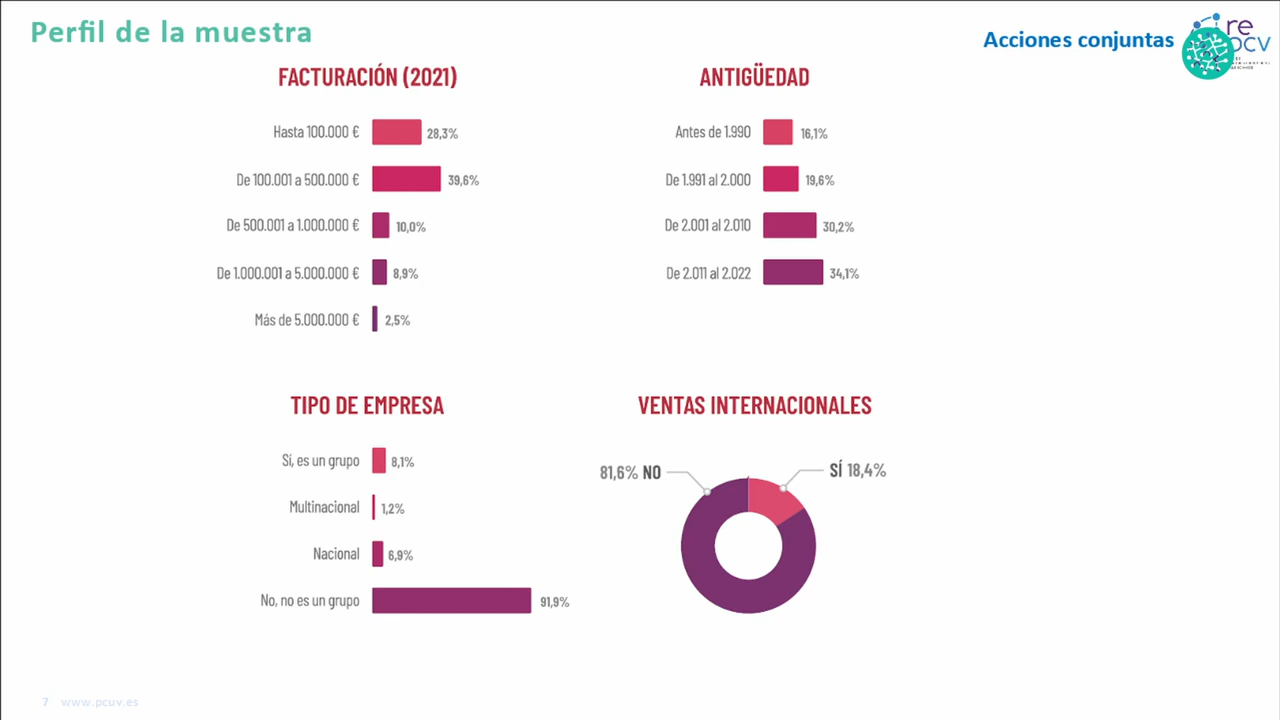 Perfil de la muestra
Acciones conjuntas
re
pcv
FACTURACIÓN (2021)
Hasta 100.000 € 28,3%
De 100.001 a 500.000 € 39,6%
De 500.001 a 1.000.000 € 10,0%
De 1.000.001 a 5.000.000 € 8,9%
Más de 5.000.000 € 2,5%
ANTIGÜEDAD
Antes de 1.990 16,1%
De 1.991 al 2.000 19,6%
De 2.001 al 2.010 30,2%
De 2.011 al 2.022 34,1%
TIPO DE EMPRESA
Sí, es un grupo 8,1%
Multinacional 1,2%
Nacional 6,9%
No, no es un grupo 91,9%
VENTAS INTERNACIONALES
81,6% NO
SÍ 18,4%
7 www.pcuv.es